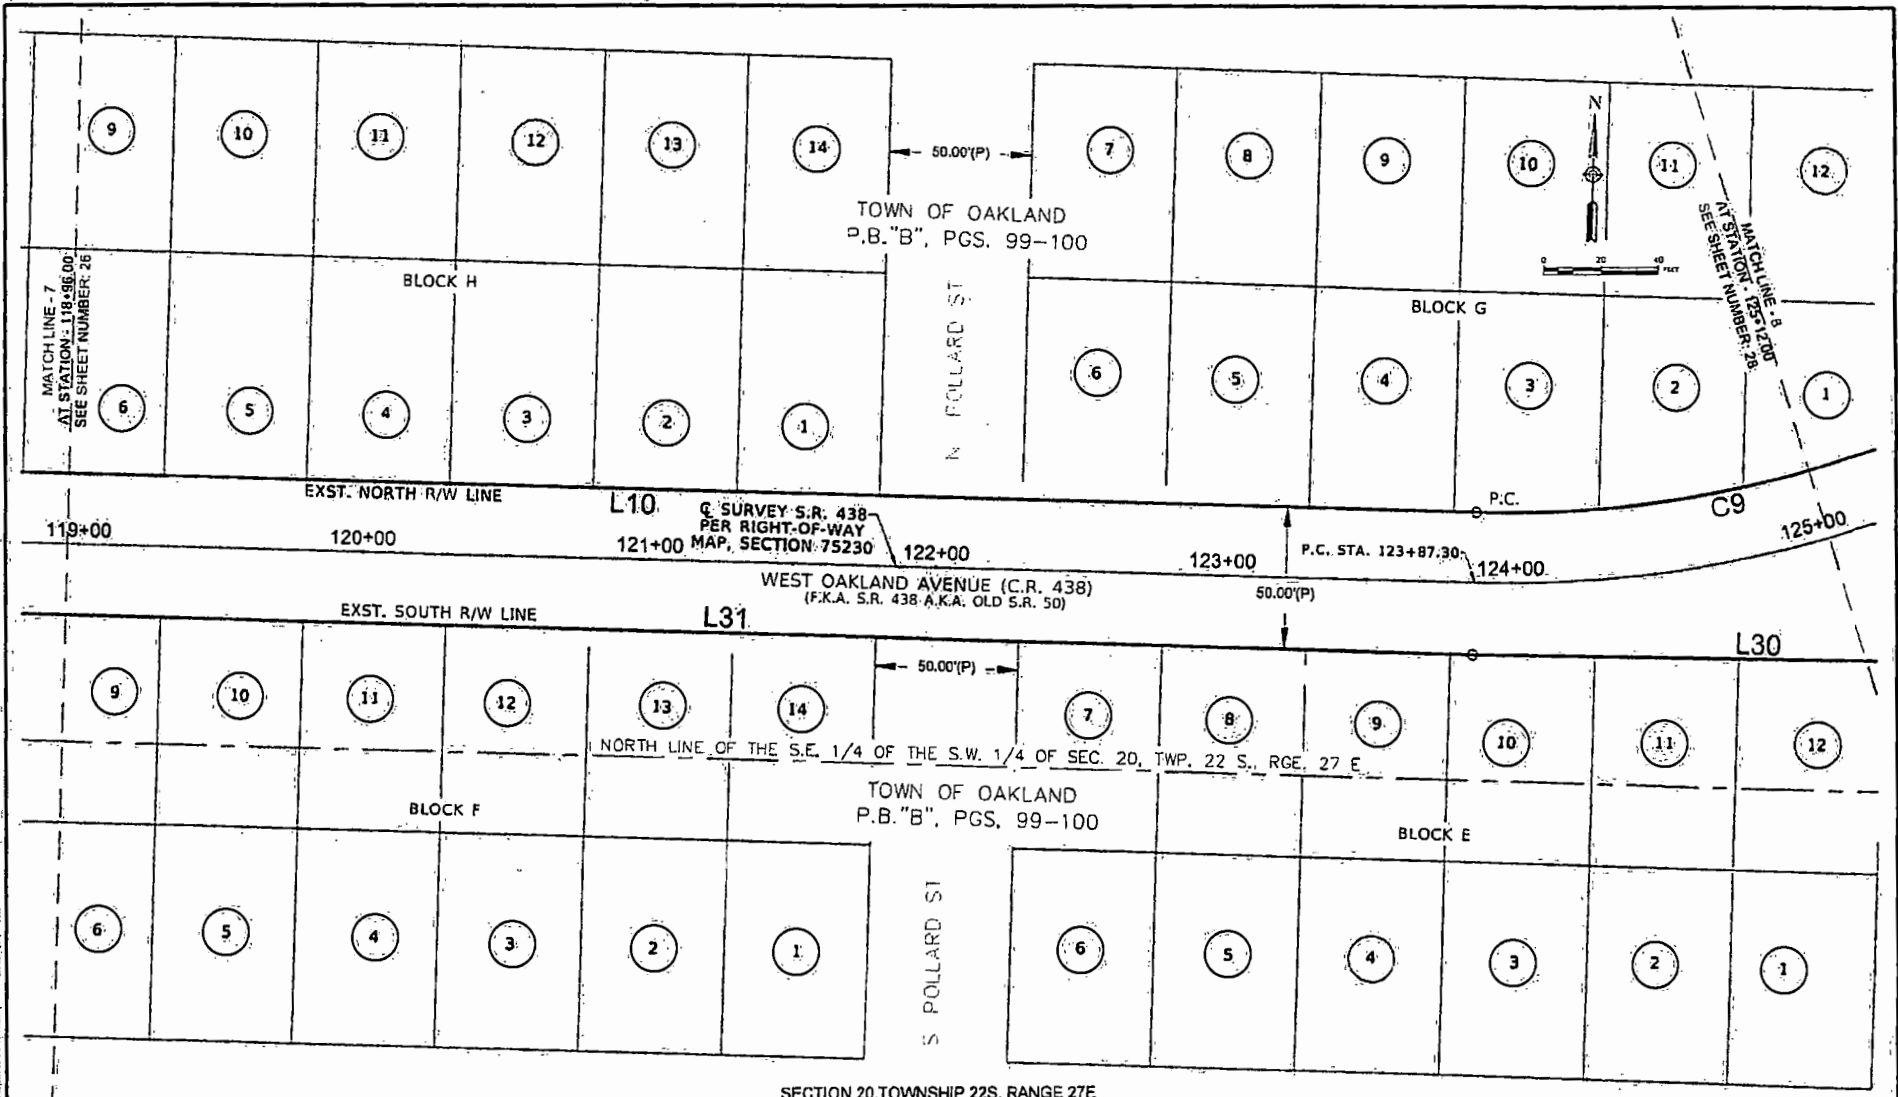 9
10
11
12
13
14
50.00'(P)
7
8
9
10
11
12
N
TOWN OF OAKLAND
P.B."B", PGS. 99-100
0 20 40
FEET
MATCH LINE - 7
AT STATION: 118+96.00
SEE SHEET NUMBER: 26
BLOCK H
N POLLARD ST
BLOCK G
MATCH LINE - 8
AT STATION - 125+12.00
SEE SHEET NUMBER: 28
6
5
4
3
2
1
6
5
4
3
2
1
EXST. NORTH R/W LINE
L10
℄ SURVEY S.R. 438
PER RIGHT-OF-WAY
MAP, SECTION 75230
P.C.
C9
119+00
120+00
121+00
122+00
123+00
P.C. STA. 123+87.30
124+00
125+00
WEST OAKLAND AVENUE (C.R. 438)
(F.K.A. S.R. 438 A.K.A. OLD S.R. 50)
50.00'(P)
EXST. SOUTH R/W LINE
L31
L30
9
10
11
12
13
14
50.00'(P)
7
8
9
10
11
12
NORTH LINE OF THE S.E. 1/4 OF THE S.W. 1/4 OF SEC. 20, TWP. 22 S., RGE. 27 E
TOWN OF OAKLAND
P.B."B", PGS. 99-100
BLOCK F
BLOCK E
S POLLARD ST
6
5
4
3
2
1
6
5
4
3
2
1
SECTION 20,TOWNSHIP 22S, RANGE 27E